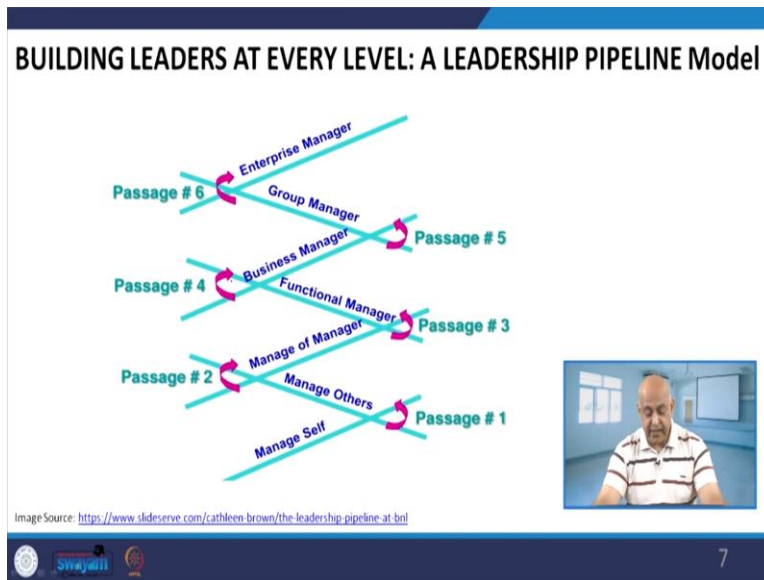 BUILDING LEADERS AT EVERY LEVEL: A LEADERSHIP PIPELINE Model
Enterprise Manager
Passage # 6
Group Manager
Passage # 5
Business Manager
Passage # 4
Functional Manager
Passage # 3
Manage of Manager
Passage # 2
Manage Others
Passage # 1
Manage Self
Image Source: https://www.slideserve.com/cathleen-brown/the-leadership-pipeline-at-bnl
swayam
7